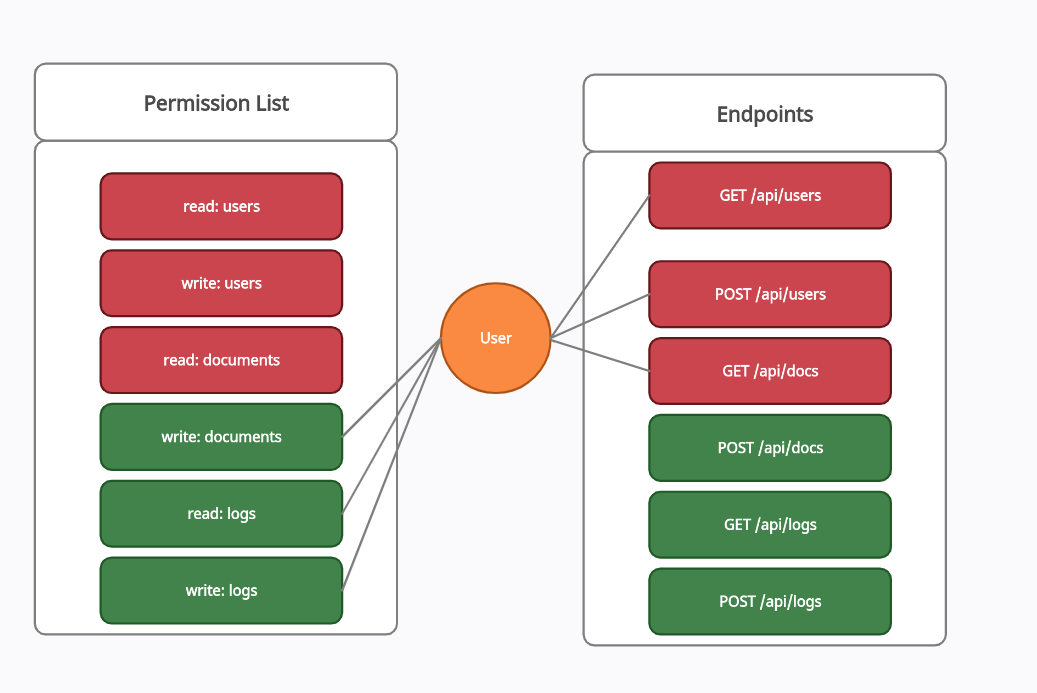 Permission List
read: users
write: users
read: documents
write: documents
read: logs
write: logs
User
Endpoints
GET /api/users
POST /api/users
GET /api/docs
POST /api/docs
GET /api/logs
POST /api/logs